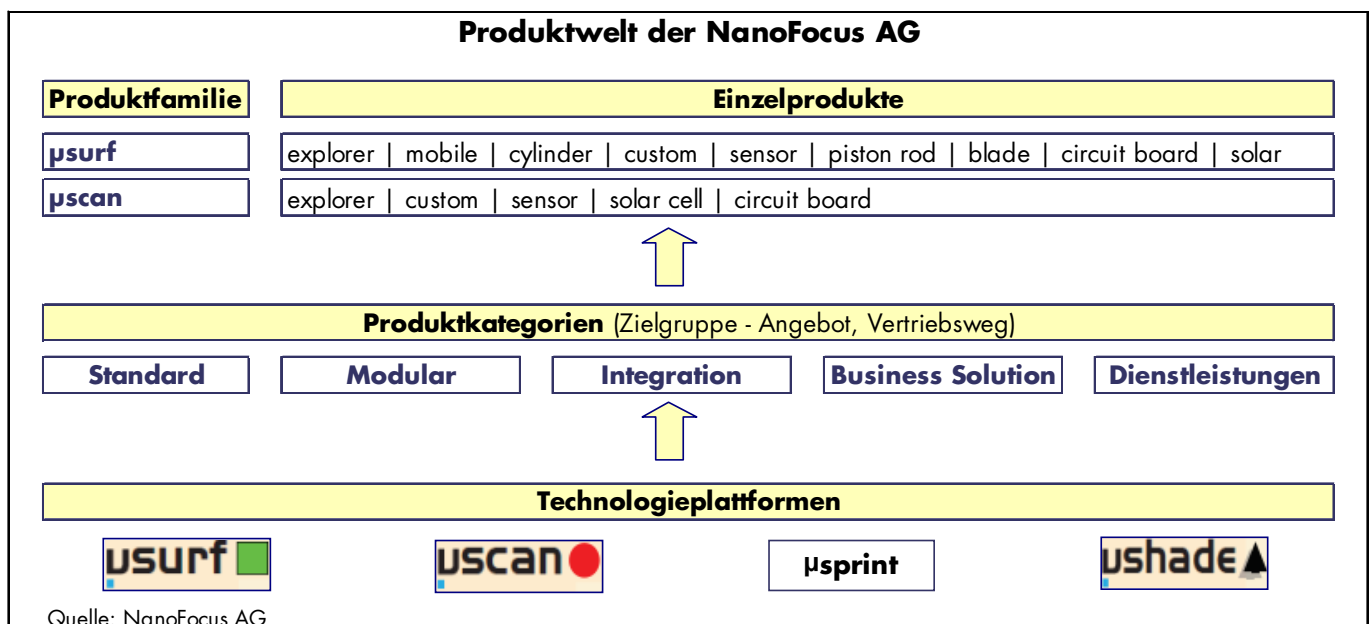 Produktwelt der NanoFocus AG
Produktfamilie Einzelprodukte
µsurf explorer | mobile | cylinder | custom | sensor | piston rod | blade | circuit board | solar
µscan explorer | custom | sensor | solar cell | circuit board
Produktkategorien (Zielgruppe - Angebot, Vertriebsweg)
Standard Modular Integration Business Solution Dienstleistungen
Technologieplattformen
µsurf µscan µsprint µshade
Quelle: NanoFocus AG